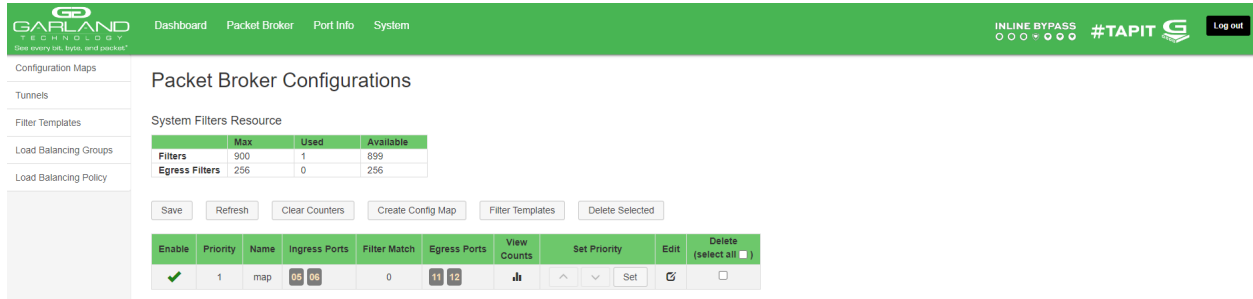 GARLAND
TECHNOLOGY
See every bit, byte, and packet®
Dashboard Packet Broker Port Info System
INLINE BYPASS
#TAPIT
Log out
Configuration Maps
Tunnels
Filter Templates
Load Balancing Groups
Load Balancing Policy
Packet Broker Configurations
System Filters Resource
Max Used Available
Filters 900 1 899
Egress Filters 256 0 256
Save Refresh Clear Counters Create Config Map Filter Templates Delete Selected
Enable Priority Name Ingress Ports Filter Match Egress Ports View Counts Set Priority Edit Delete (select all )
1 map 05 06 0 11 12 Set